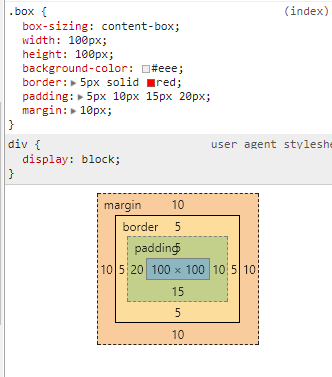 .box { (index)
box-sizing: content-box;
width: 100px;
height: 100px;
background-color: #eee;
border: 5px solid red;
padding: 5px 10px 15px 20px;
margin: 10px;
}
div { user agent styleshe
display: block;
}
margin 10
border 5
padding 5
10 5 20 100 × 100 10 5 10
15
5
10